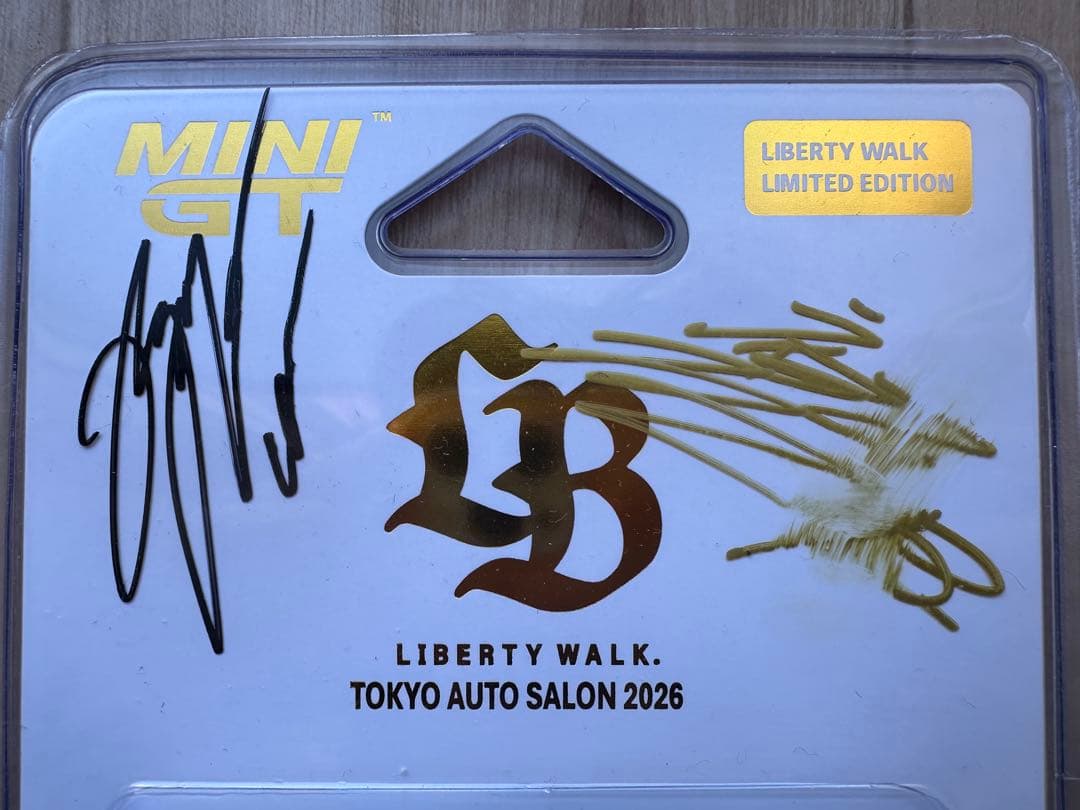 MINI GT™
LIBERTY WALK
LIMITED EDITION
LB
LIBERTY WALK.
TOKYO AUTO SALON 2026